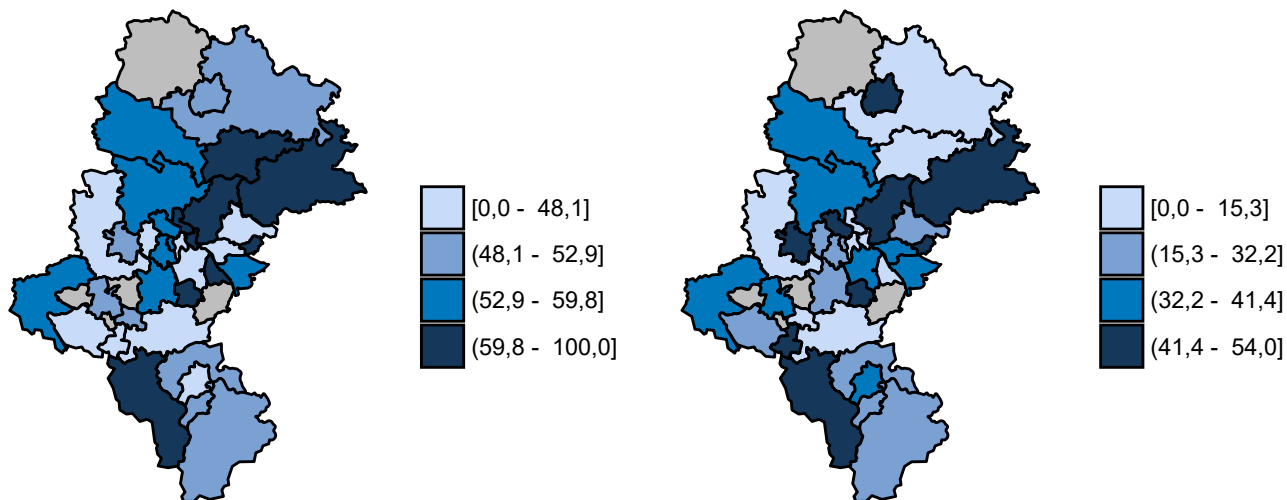 [0,0 - 48,1]
(48,1 - 52,9]
(52,9 - 59,8]
(59,8 - 100,0]
[0,0 - 15,3]
(15,3 - 32,2]
(32,2 - 41,4]
(41,4 - 54,0]